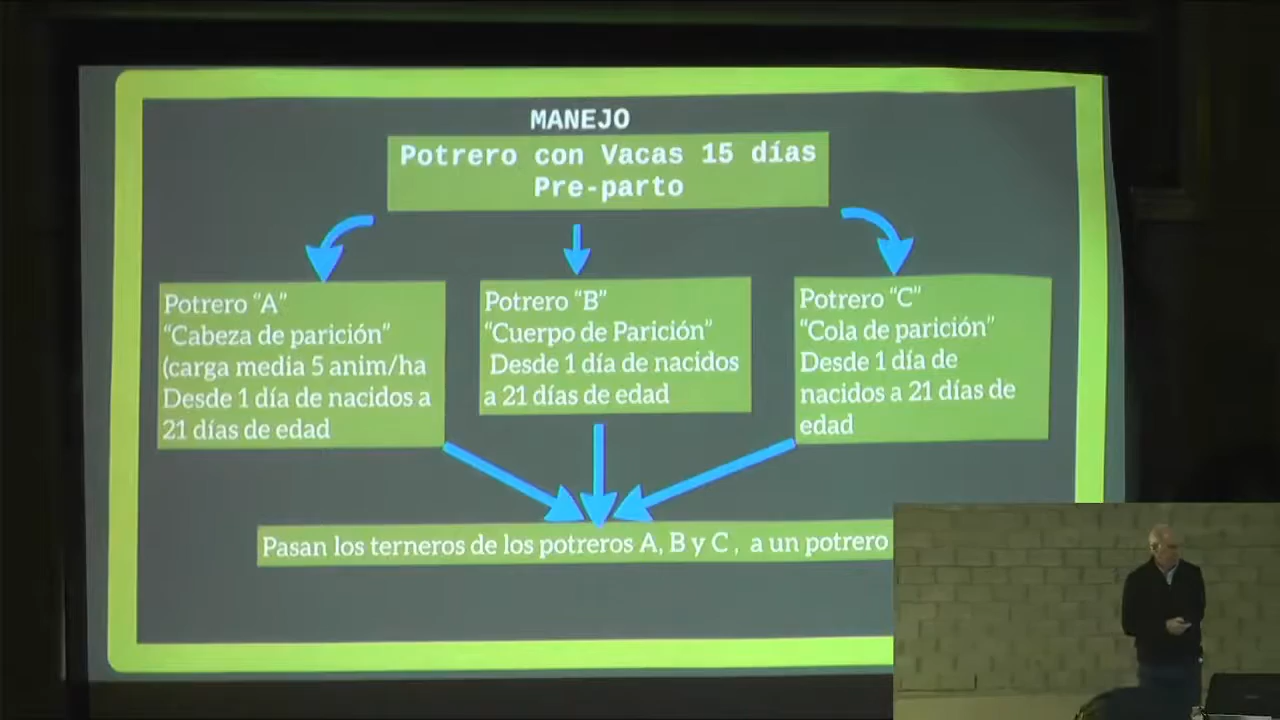 MANEJO
Potrero con Vacas 15 días
Pre-parto
Potrero “A”
“Cabeza de parición”
(carga media 5 anim/ha
Desde 1 día de nacidos a
21 días de edad
Potrero “B”
“Cuerpo de Parición”
Desde 1 día de nacidos
a 21 días de edad
Potrero “C”
“Cola de parición”
Desde 1 día de
nacidos a 21 días de
edad
Pasan los terneros de los potreros A, B y C , a un potrero